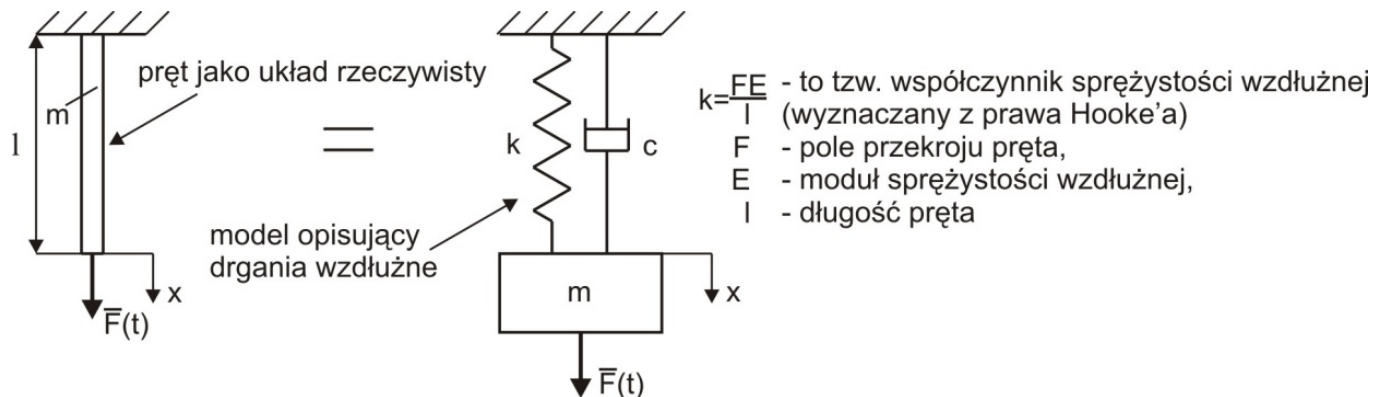 pręt jako układ rzeczywisty
m
l
x
F̅(t)
=
k
c
model opisujący
drgania wzdłużne
m
x
F̅(t)
k=FE/l - to tzw. współczynnik sprężystości wzdłużnej
(wyznaczany z prawa Hooke'a)
F - pole przekroju pręta,
E - moduł sprężystości wzdłużnej,
l - długość pręta